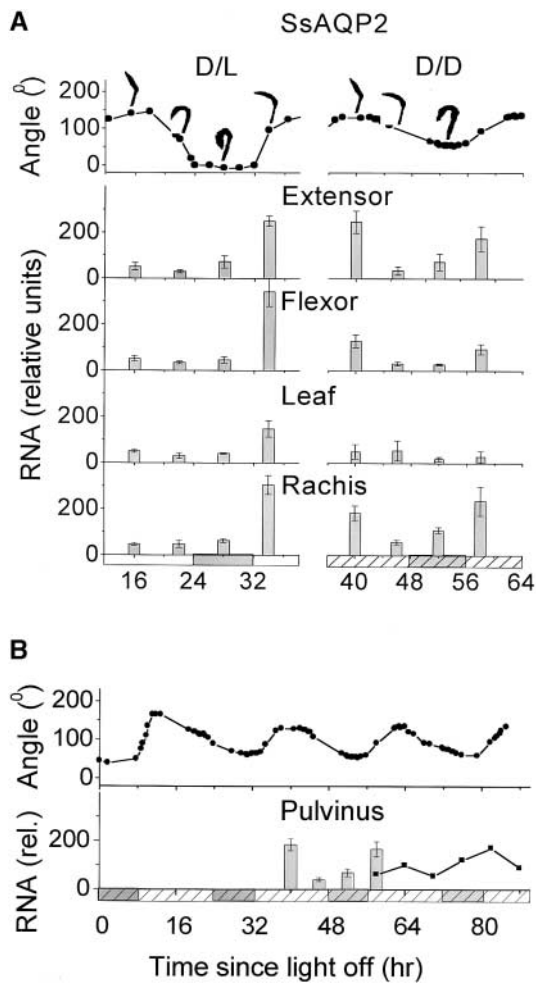 A
SsAQP2
D/L
D/D
Angle (⁰)
200
100
0
Extensor
200
0
Flexor
200
0
Leaf
200
0
Rachis
200
0
RNA (relative units)
16 24 32
40 48 56 64
B
Angle (⁰)
200
100
0
Pulvinus
RNA (rel.)
200
0
0 16 32 48 64 80
Time since light off (hr)